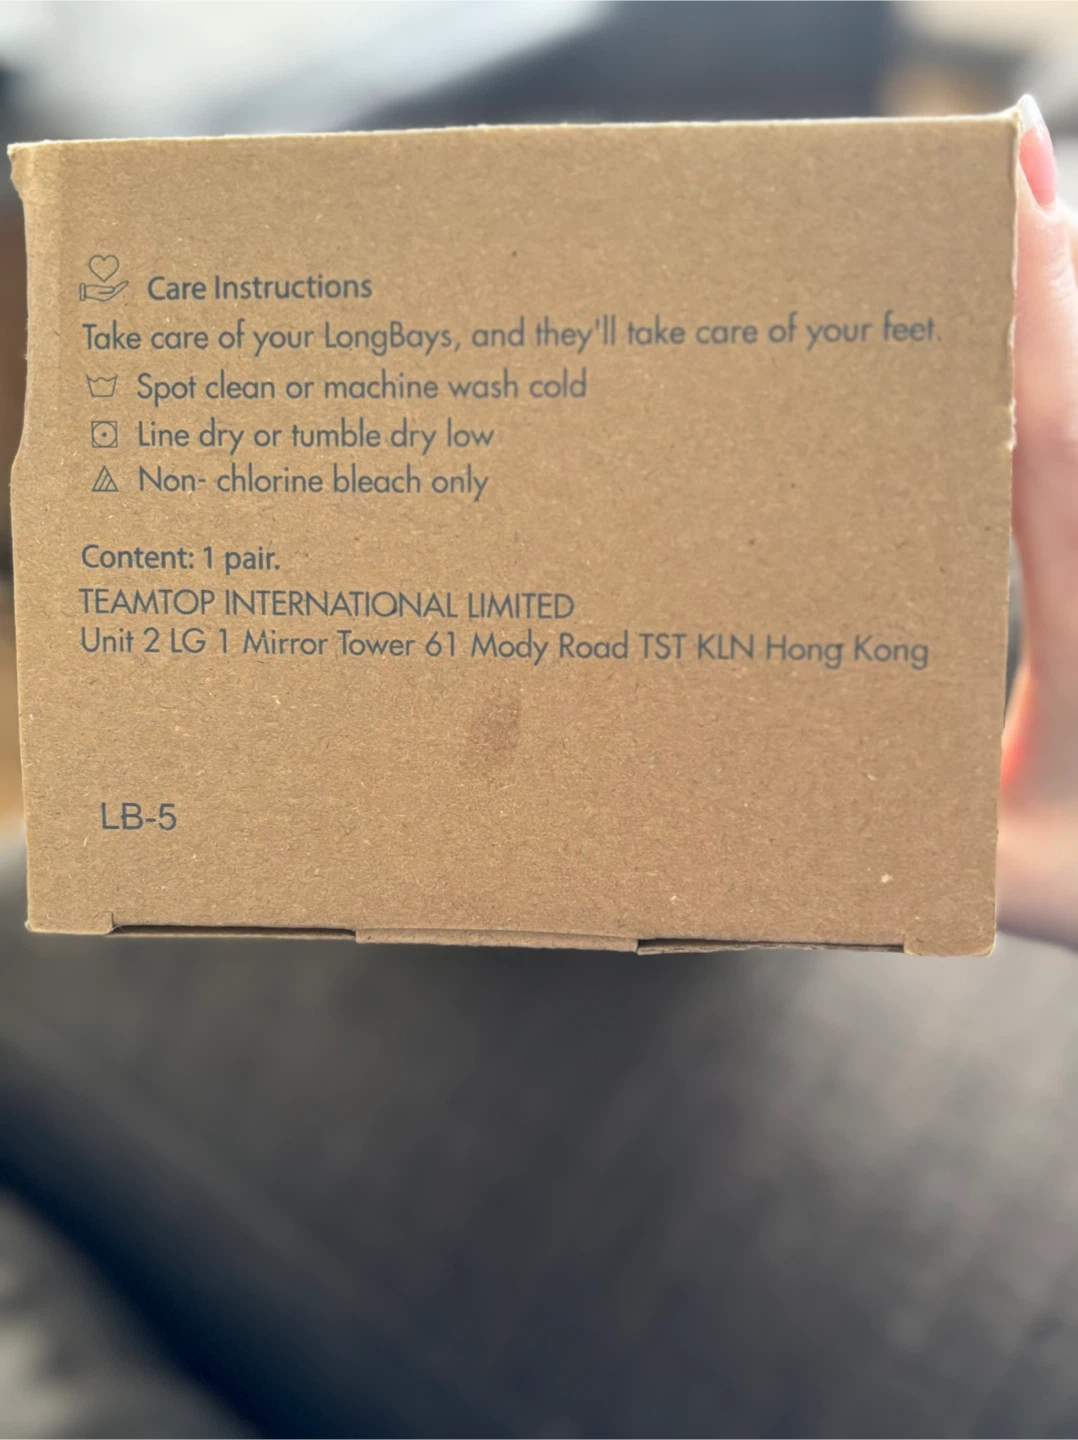 Care Instructions
Take care of your LongBays, and they'll take care of your feet.
Spot clean or machine wash cold
Line dry or tumble dry low
Non- chlorine bleach only
Content: 1 pair.
TEAMTOP INTERNATIONAL LIMITED
Unit 2 LG 1 Mirror Tower 61 Mody Road TST KLN Hong Kong
LB-5